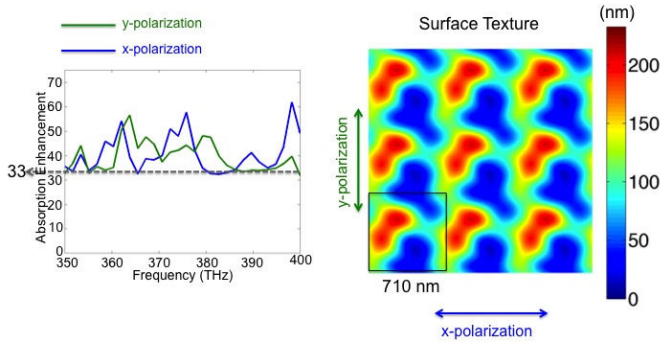 y-polarization
x-polarization
Absorption Enhancement
70
60
50
40
33
30
20
10
0
350
360
370
380
390
400
Frequency (THz)
Surface Texture
y-polarization
710 nm
x-polarization
(nm)
200
150
100
50
0